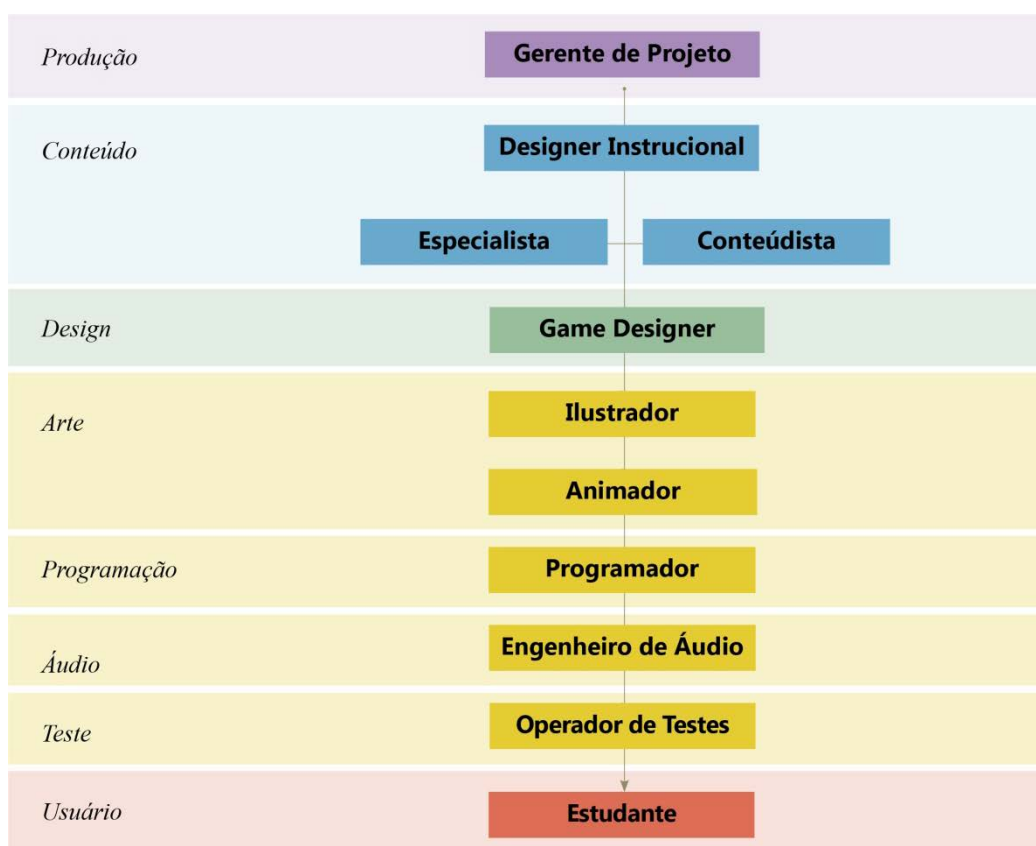 Produção
Gerente de Projeto
Conteúdo
Designer Instrucional
Especialista
Conteúdista
Design
Game Designer
Arte
Ilustrador
Animador
Programação
Programador
Áudio
Engenheiro de Áudio
Teste
Operador de Testes
Usuário
Estudante